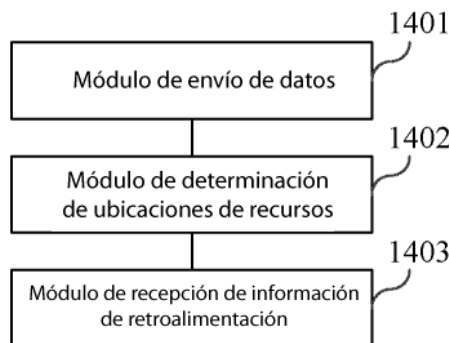 1401
Módulo de envío de datos
1402
Módulo de determinación
de ubicaciones de recursos
1403
Módulo de recepción de información
de retroalimentación